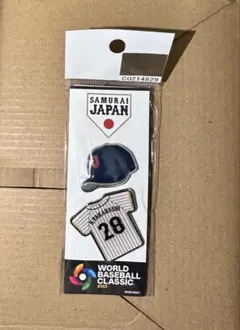 C0214829
SAMURAI
JAPAN
28
WORLD
BASEBALL
CLASSIC
2023